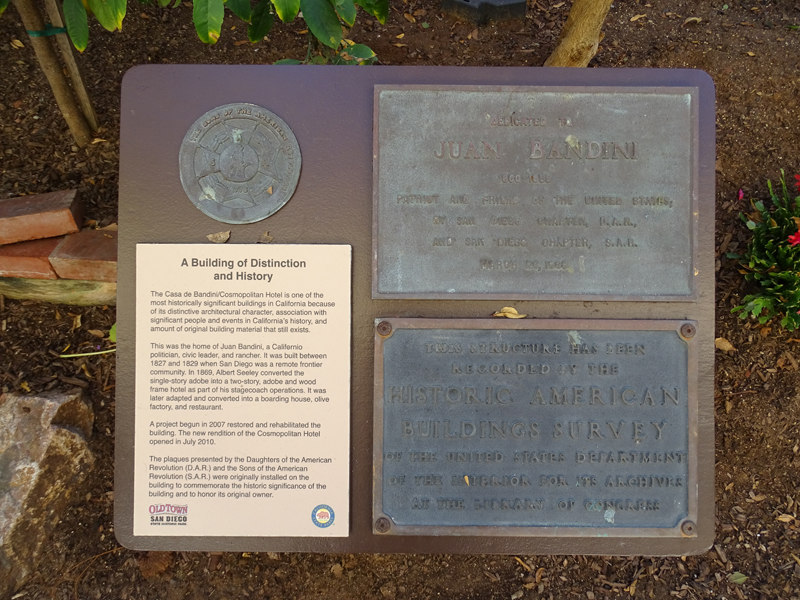 A Building of Distinction
and History
The Casa de Bandini/Cosmopolitan Hotel is one of the
most historically significant buildings in California because
of its distinctive architectural character, association with
significant people and events in California's history, and
amount of original building material that still exists.
This was the home of Juan Bandini, a Californio
politician, civic leader, and rancher. It was built between
1827 and 1829 when San Diego was a remote frontier
community. In 1869, Albert Seeley converted the
single-story adobe into a two-story, adobe and wood
frame hotel as part of his stagecoach operations. It was
later adapted and converted into a boarding house, olive
factory, and restaurant.
A project begun in 2007 restored and rehabilitated the
building. The new rendition of the Cosmopolitan Hotel
opened in July 2010.
The plaques presented by the Daughters of the American
Revolution (D.A.R.) and the Sons of the American
Revolution (S.A.R.) were originally installed on the
building to commemorate the historic significance of the
building and to honor its original owner.
OLD TOWN
SAN DIEGO
STATE HISTORIC PARK
TO
JUAN BANDINI
PATRIOT AND FRIEND OF THE UNITED STATES,
SAN DIEGO CHAPTER, D.A.R.,
AND SAN DIEGO CHAPTER, S.A.R.
MARCH
THIS STRUCTURE HAS BEEN
RECORDED BY THE
HISTORIC AMERICAN
BUILDINGS SURVEY
OF THE UNITED STATES DEPARTMENT
OF THE INTERIOR FOR ITS ARCHIVES
AT THE LIBRARY OF CONGRESS